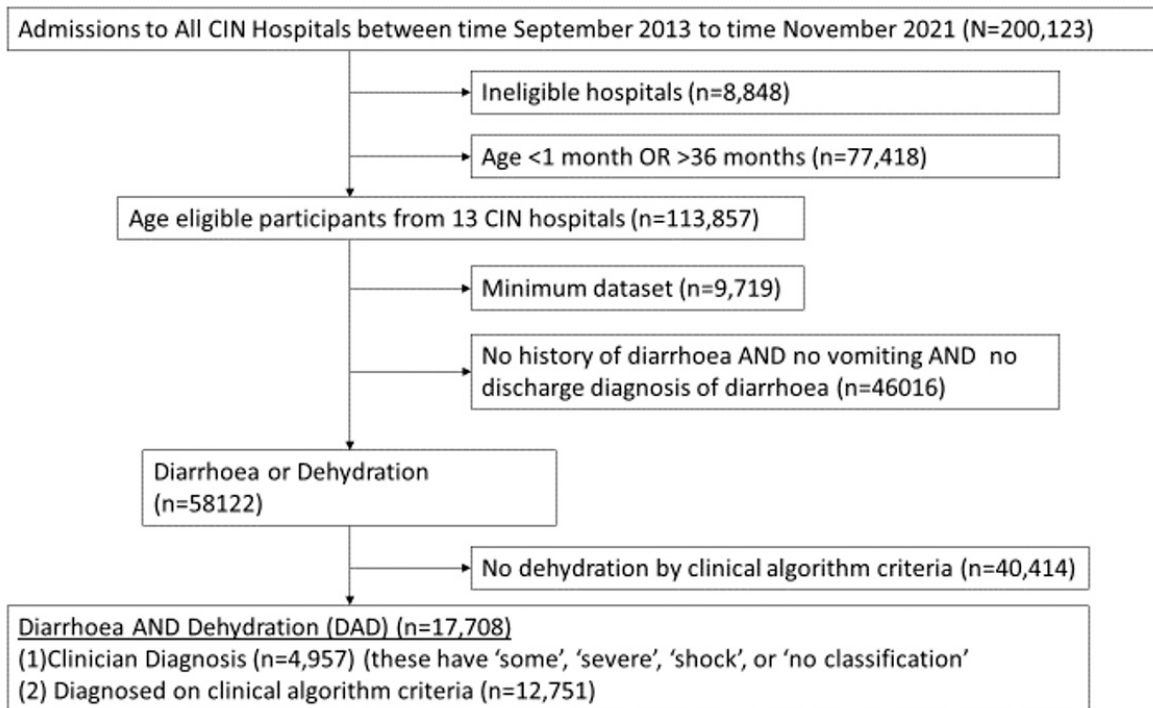 Admissions to All CIN Hospitals between time September 2013 to time November 2021 (N=200,123)
Ineligible hospitals (n=8,848)
Age <1 month OR >36 months (n=77,418)
Age eligible participants from 13 CIN hospitals (n=113,857)
Minimum dataset (n=9,719)
No history of diarrhoea AND no vomiting AND no
discharge diagnosis of diarrhoea (n=46016)
Diarrhoea or Dehydration
(n=58122)
No dehydration by clinical algorithm criteria (n=40,414)
Diarrhoea AND Dehydration (DAD) (n=17,708)
(1)Clinician Diagnosis (n=4,957) (these have ‘some’, ‘severe’, ‘shock’, or ‘no classification’
(2) Diagnosed on clinical algorithm criteria (n=12,751)